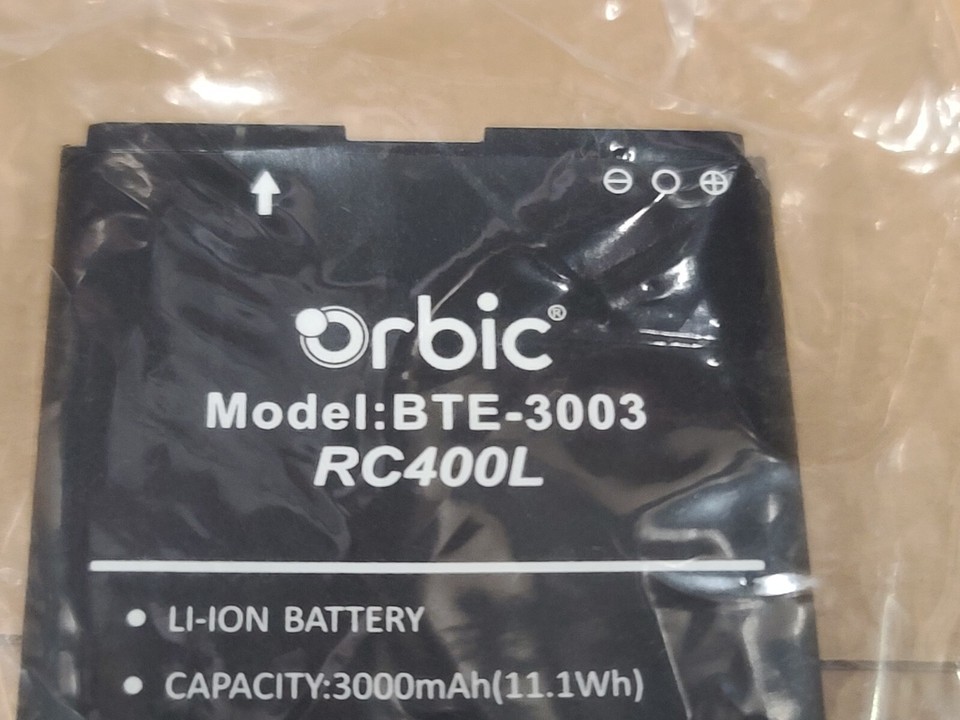 ⊖ ○ ⊕
Orbic®
Model:BTE-3003
RC400L
• LI-ION BATTERY
• CAPACITY:3000mAh(11.1Wh)